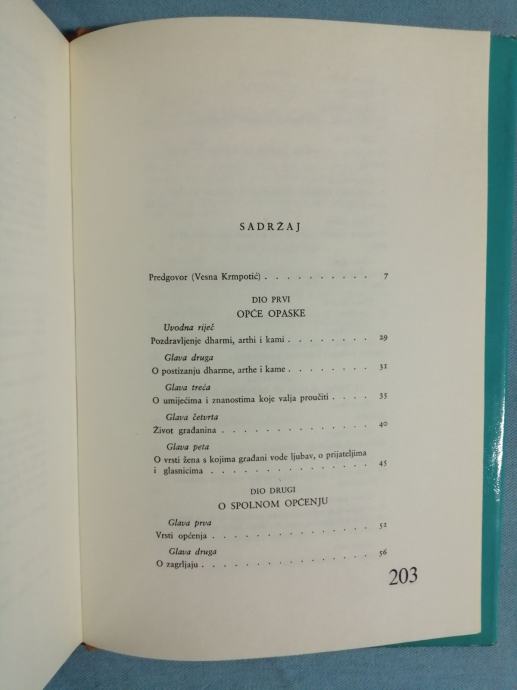 SADRŽAJ
Predgovor (Vesna Krmpotić) . . . . . . . . . . 7
DIO PRVI
OPĆE OPASKE
Uvodna riječ
Pozdravljenje dharmi, arthi i kami . . . . . . . . 29
Glava druga
O postizanju dharme, arthe i kame . . . . . . . . 31
Glava treća
O umijećima i znanostima koje valja proučiti . . . . . 35
Glava četvrta
Život građanina . . . . . . . . . . . . . 40
Glava peta
O vrsti žena s kojima građani vode ljubav, o prijateljima
i glasnicima . . . . . . . . . . . . . 45
DIO DRUGI
O SPOLNOM OPĆENJU
Glava prva
Vrsti općenja . . . . . . . . . . . . . 52
Glava druga
O zagrljaju . . . . . . . . . . . . . . 56
203